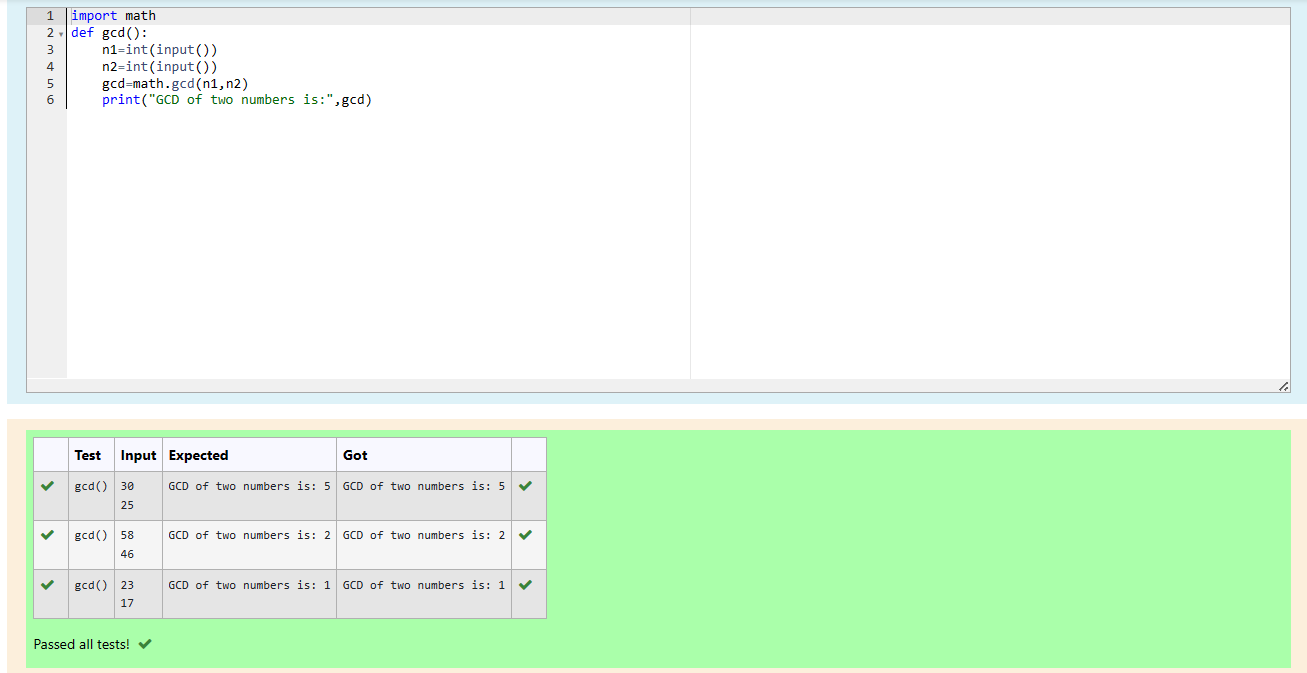 1 import math
2 def gcd():
3     n1=int(input())
4     n2=int(input())
5     gcd=math.gcd(n1,n2)
6     print("GCD of two numbers is:",gcd)
Test Input Expected Got
gcd() 30 GCD of two numbers is: 5 GCD of two numbers is: 5
25
gcd() 58 GCD of two numbers is: 2 GCD of two numbers is: 2
46
gcd() 23 GCD of two numbers is: 1 GCD of two numbers is: 1
17
Passed all tests!